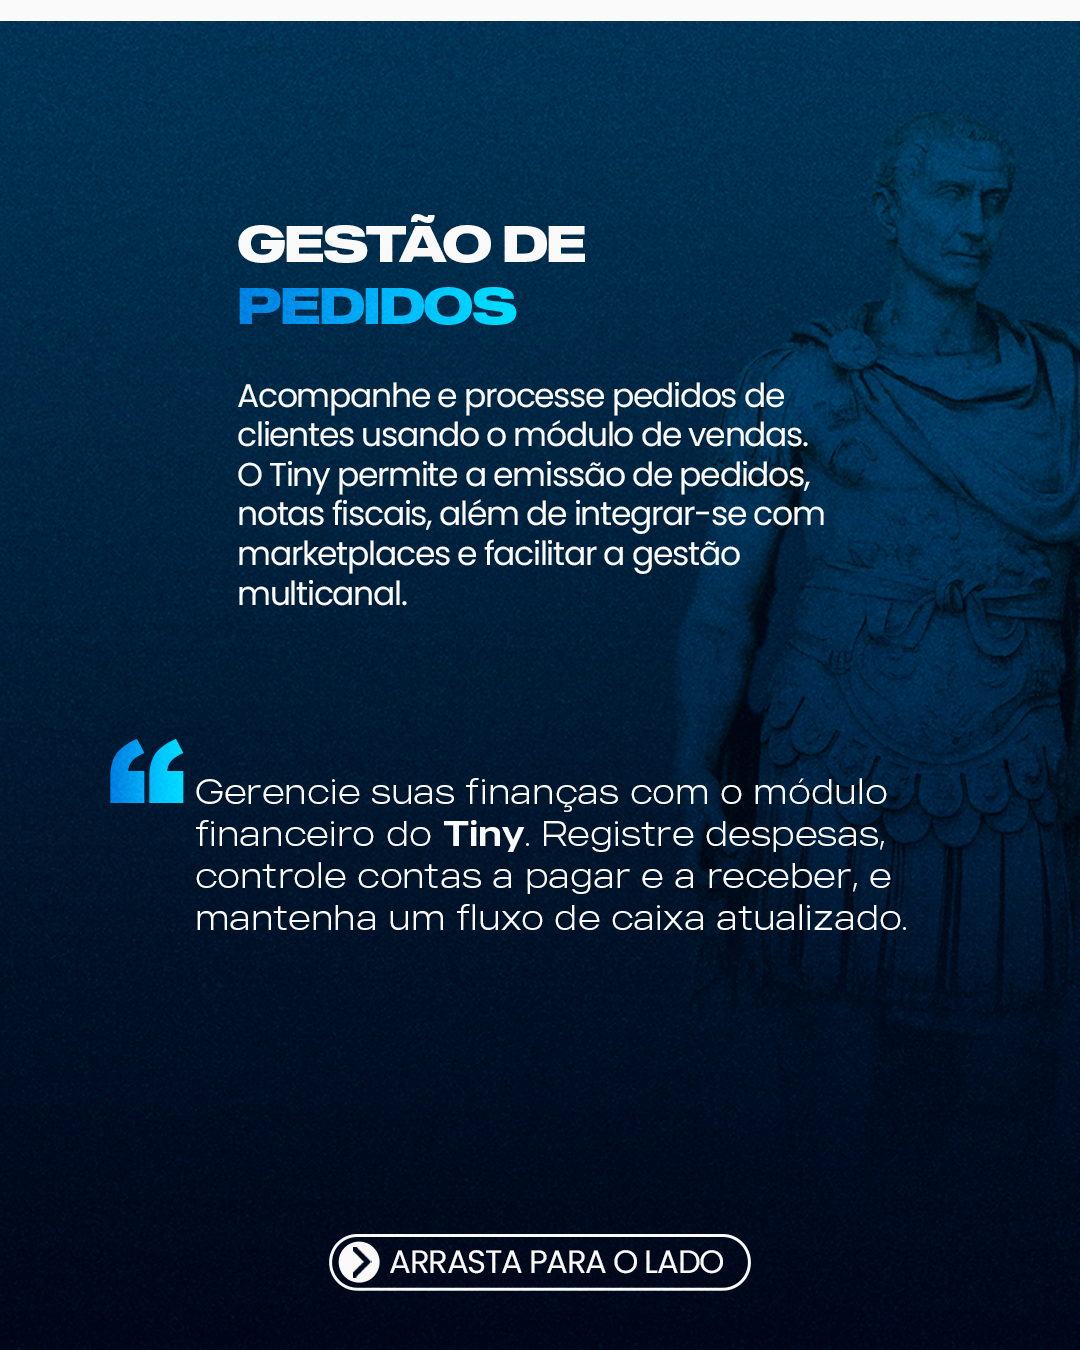 GESTÃO DE
PEDIDOS
Acompanhe e processe pedidos de
clientes usando o módulo de vendas.
O Tiny permite a emissão de pedidos,
notas fiscais, além de integrar-se com
marketplaces e facilitar a gestão
multicanal.
“ Gerencie suas finanças com o módulo
financeiro do Tiny. Registre despesas,
controle contas a pagar e a receber, e
mantenha um fluxo de caixa atualizado.
ARRASTA PARA O LADO